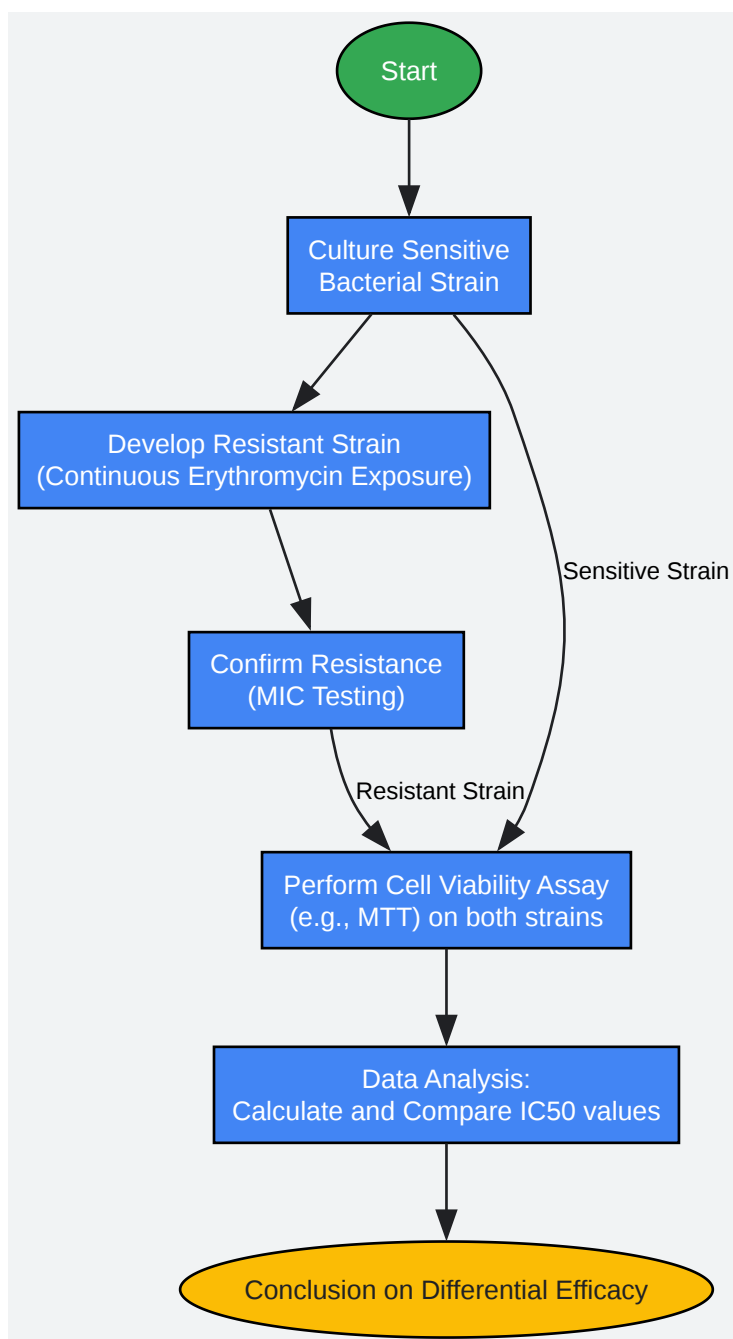 Start
Culture Sensitive
Bacterial Strain
Develop Resistant Strain
(Continuous Erythromycin Exposure)
Sensitive Strain
Confirm Resistance
(MIC Testing)
Resistant Strain
Perform Cell Viability Assay
(e.g., MTT) on both strains
Data Analysis:
Calculate and Compare IC50 values
Conclusion on Differential Efficacy